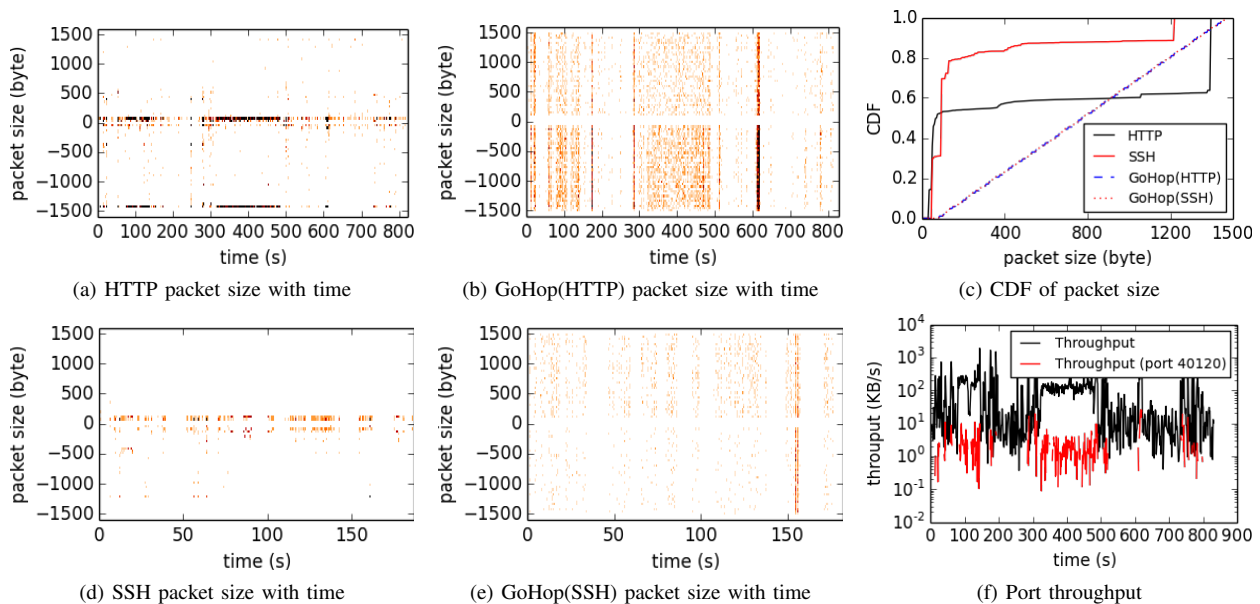 1500
1000
500
0
−500
−1000
−1500
packet size (byte)
0 100 200 300 400 500 600 700 800
time (s)
(a) HTTP packet size with time
1500
1000
500
0
−500
−1000
−1500
packet size (byte)
0 100 200 300 400 500 600 700 800
time (s)
(b) GoHop(HTTP) packet size with time
1.0
0.8
0.6
0.4
0.2
0.0
CDF
HTTP
SSH
GoHop(HTTP)
GoHop(SSH)
0 400 800 1200 1500
packet size (byte)
(c) CDF of packet size
1500
1000
500
0
−500
−1000
−1500
packet size (byte)
0 50 100 150
time (s)
(d) SSH packet size with time
1500
1000
500
0
−500
−1000
−1500
packet size (byte)
0 50 100 150
time (s)
(e) GoHop(SSH) packet size with time
10^4
10^3
10^2
10^1
10^0
10^-1
10^-2
throuput (KB/s)
Throughput
Throughput (port 40120)
0 100 200 300 400 500 600 700 800 900
time (s)
(f) Port throughput